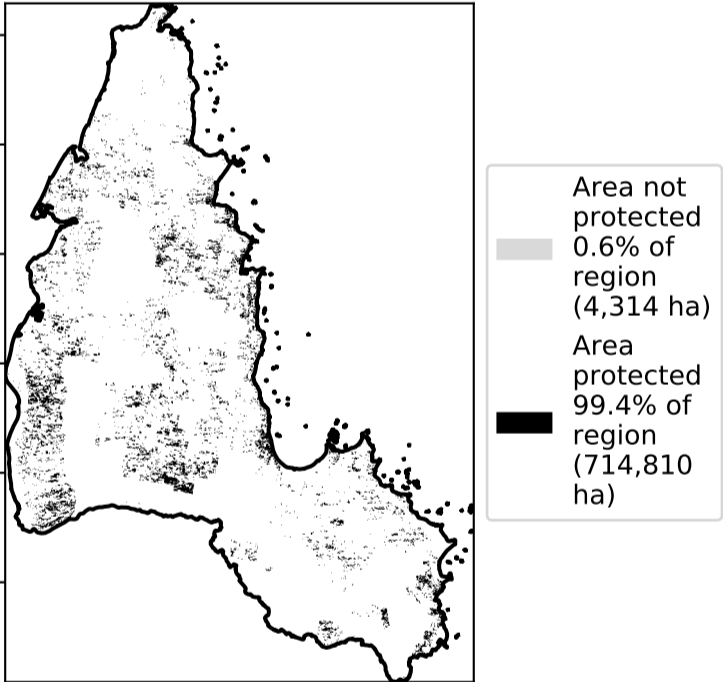 Area not
protected
0.6% of
region
(4,314 ha)
Area
protected
99.4% of
region
(714,810
ha)